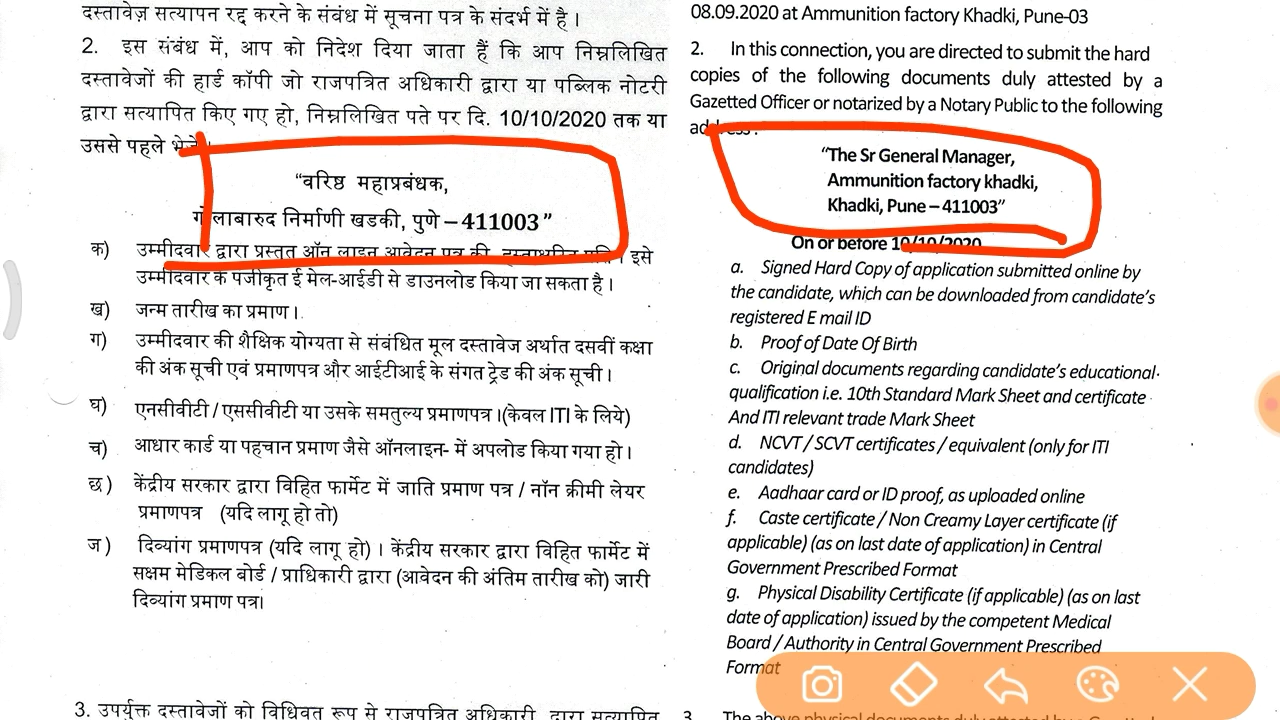 दस्तावेज़ सत्यापन रद्द करने के संबंध में सूचना पत्र के संदर्भ में है।
2. इस संबंध में, आप को निदेश दिया जाता हैं कि आप निम्नलिखित
दस्तावेजों की हार्ड कॉपी जो राजपत्रित अधिकारी द्वारा या पब्लिक नोटरी
द्वारा सत्यापित किए गए हो, निम्नलिखित पते पर दि. 10/10/2020 तक या
उससे पहले भेजें।
“वरिष्ठ महाप्रबंधक,
गोलाबारुद निर्माणी खडकी, पुणे – 411003”
क) उम्मीदवार द्वारा प्रस्तुत ऑन लाइन आवेदन पत्र की हस्ताक्षरित प्रति। इसे
उम्मीदवार के पंजीकृत ई मेल-आईडी से डाउनलोड किया जा सकता है।
ख) जन्म तारीख का प्रमाण।
ग) उम्मीदवार की शैक्षिक योग्यता से संबंधित मूल दस्तावेज अर्थात दसवीं कक्षा
की अंक सूची एवं प्रमाणपत्र और आईटीआई के संगत ट्रेड की अंक सूची।
घ) एनसीवीटी / एससीवीटी या उसके समतुल्य प्रमाणपत्र।(केवल ITI के लिये)
च) आधार कार्ड या पहचान प्रमाण जैसे ऑनलाइन- में अपलोड किया गया हो।
छ) केंद्रीय सरकार द्वारा विहित फार्मेट में जाति प्रमाण पत्र / नॉन क्रीमी लेयर
प्रमाणपत्र (यदि लागू हो तो)
ज) दिव्यांग प्रमाणपत्र (यदि लागू हो)। केंद्रीय सरकार द्वारा विहित फार्मेट में
सक्षम मेडिकल बोर्ड / प्राधिकारी द्वारा (आवेदन की अंतिम तारीख को) जारी
दिव्यांग प्रमाण पत्र।
3. उपर्युक्त दस्तावेजों को विधिवत रूप से राजपत्रित अधिकारी द्वारा सत्यापित
08.09.2020 at Ammunition factory Khadki, Pune-03
2. In this connection, you are directed to submit the hard
copies of the following documents duly attested by a
Gazetted Officer or notarized by a Notary Public to the following
address:
“The Sr General Manager,
Ammunition factory khadki,
Khadki, Pune – 411003”
On or before 10/10/2020
a. Signed Hard Copy of application submitted online by
the candidate, which can be downloaded from candidate’s
registered E mail ID
b. Proof of Date Of Birth
c. Original documents regarding candidate’s educational
qualification i.e. 10th Standard Mark Sheet and certificate
And ITI relevant trade Mark Sheet
d. NCVT / SCVT certificates / equivalent (only for ITI
candidates)
e. Aadhaar card or ID proof, as uploaded online
f. Caste certificate / Non Creamy Layer certificate (if
applicable) (as on last date of application) in Central
Government Prescribed Format
g. Physical Disability Certificate (if applicable) (as on last
date of application) issued by the competent Medical
Board / Authority in Central Government Prescribed
Format
3. The above physical documents duly attested by a